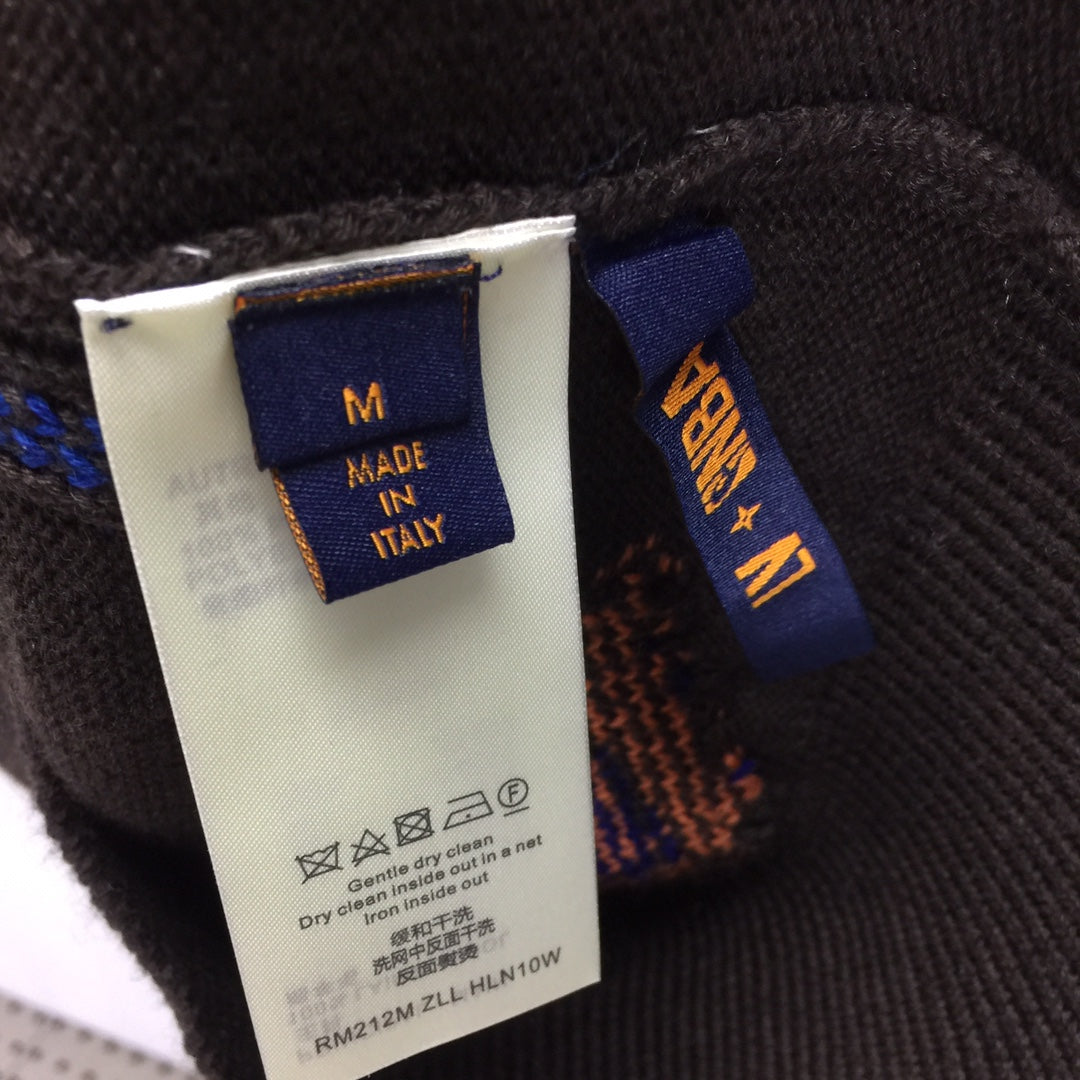 M
MADE
IN
ITALY
LV + NBA
Gentle dry clean
Dry clean inside out in a net
Iron inside out
缓和干洗
洗网中反面干洗
反面熨烫
RM212M ZLL HLN10W